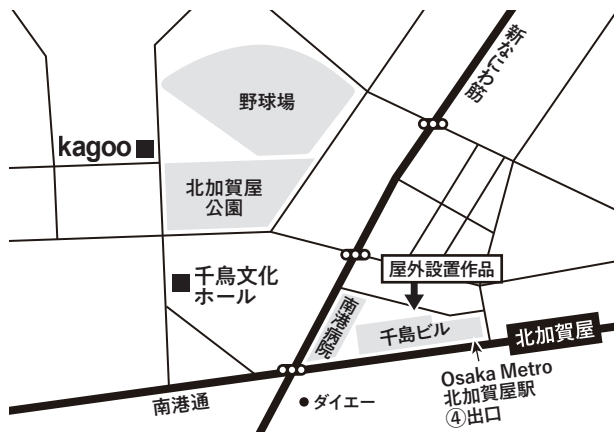 新なにわ筋
野球場
kagoo
北加賀屋
公園
屋外設置作品
千鳥文化
ホール
南港病院
千島ビル
北加賀屋
Osaka Metro
北加賀屋駅
④出口
南港通
ダイエー